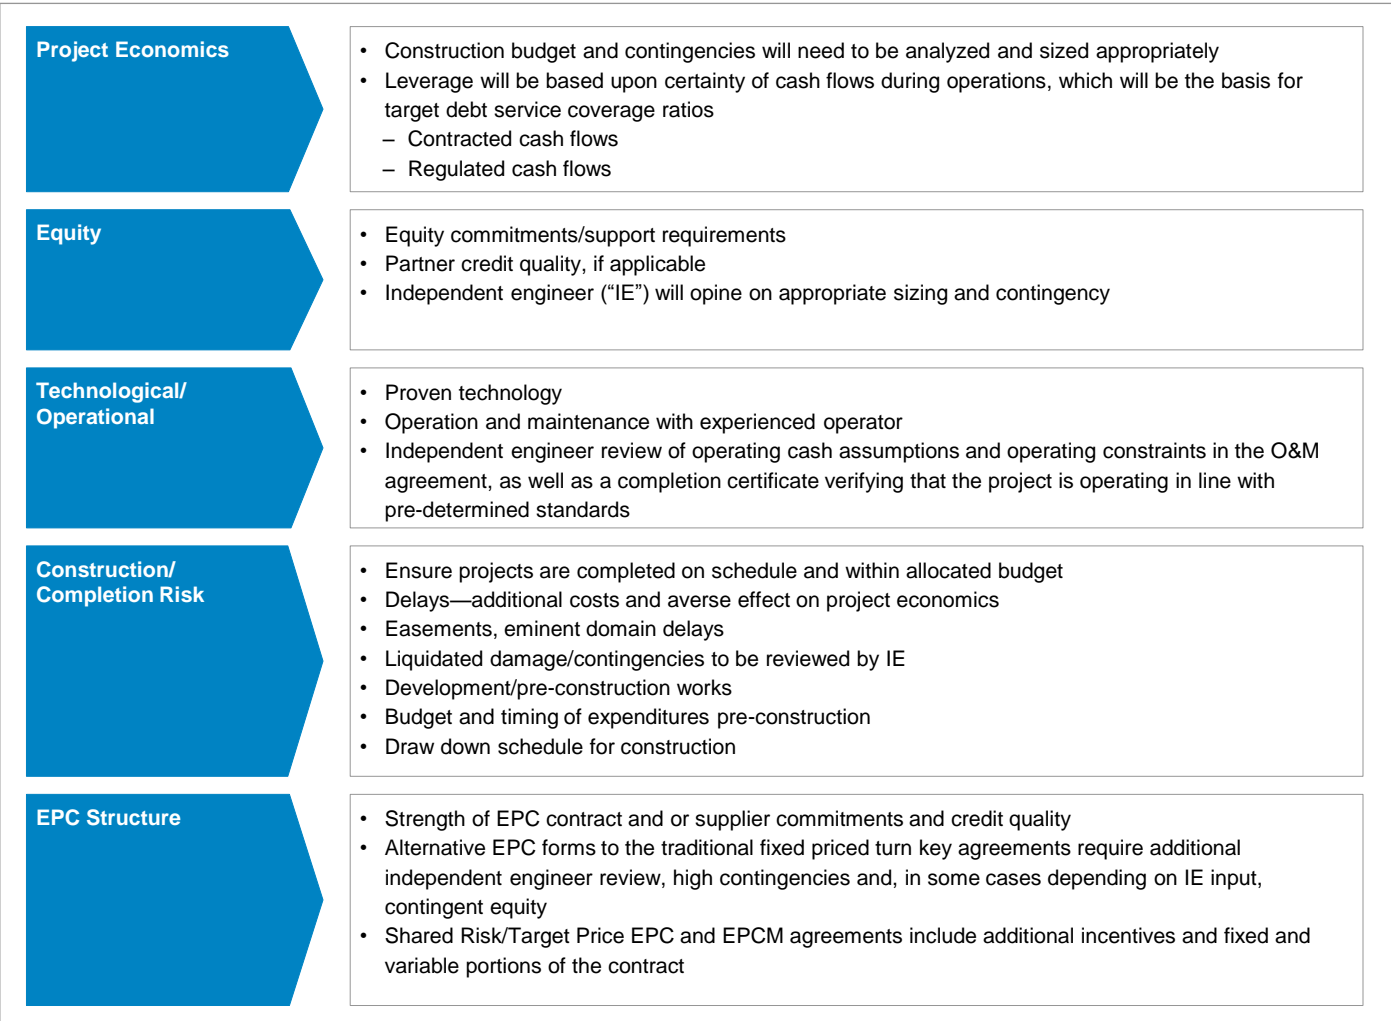 Project Economics
• Construction budget and contingencies will need to be analyzed and sized appropriately
• Leverage will be based upon certainty of cash flows during operations, which will be the basis for
target debt service coverage ratios
– Contracted cash flows
– Regulated cash flows
Equity
• Equity commitments/support requirements
• Partner credit quality, if applicable
• Independent engineer (“IE”) will opine on appropriate sizing and contingency
Technological/
Operational
• Proven technology
• Operation and maintenance with experienced operator
• Independent engineer review of operating cash assumptions and operating constraints in the O&M
agreement, as well as a completion certificate verifying that the project is operating in line with
pre-determined standards
Construction/
Completion Risk
• Ensure projects are completed on schedule and within allocated budget
• Delays—additional costs and averse effect on project economics
• Easements, eminent domain delays
• Liquidated damage/contingencies to be reviewed by IE
• Development/pre-construction works
• Budget and timing of expenditures pre-construction
• Draw down schedule for construction
EPC Structure
• Strength of EPC contract and or supplier commitments and credit quality
• Alternative EPC forms to the traditional fixed priced turn key agreements require additional
independent engineer review, high contingencies and, in some cases depending on IE input,
contingent equity
• Shared Risk/Target Price EPC and EPCM agreements include additional incentives and fixed and
variable portions of the contract